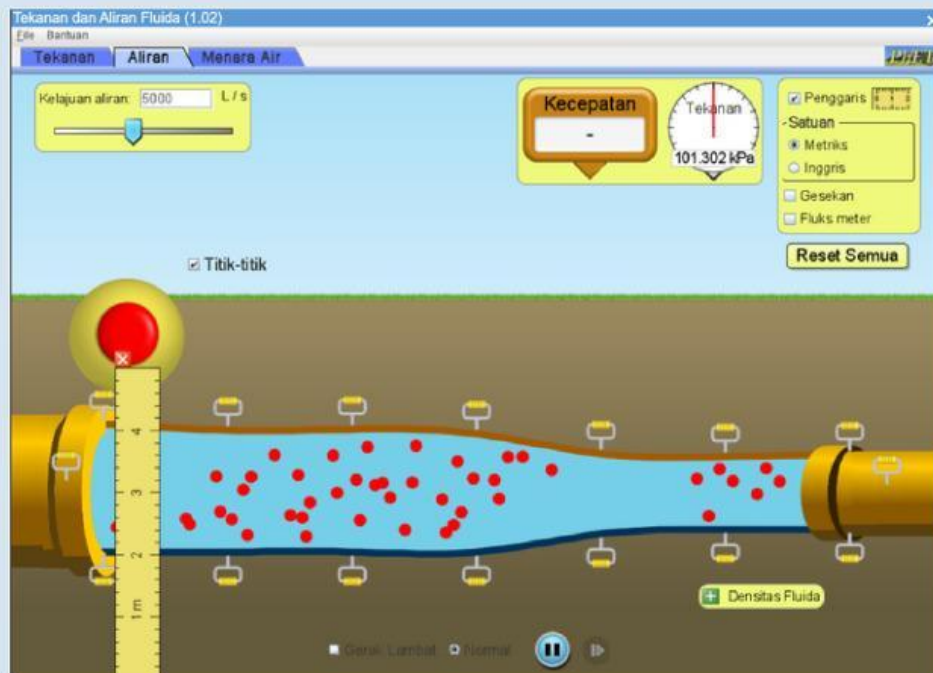 Tekanan dan Aliran Fluida (1.02)
File Bantuan
Tekanan Aliran Menara Air
Kelajuan aliran: 5000 L / s
Kecepatan
-
Tekanan
101.302 kPa
Penggaris
Satuan
Metriks
Inggris
Gesekan
Fluks meter
Reset Semua
Titik-titik
4
3
2
1 m
Densitas Fluida
Gerak Lambat Normal